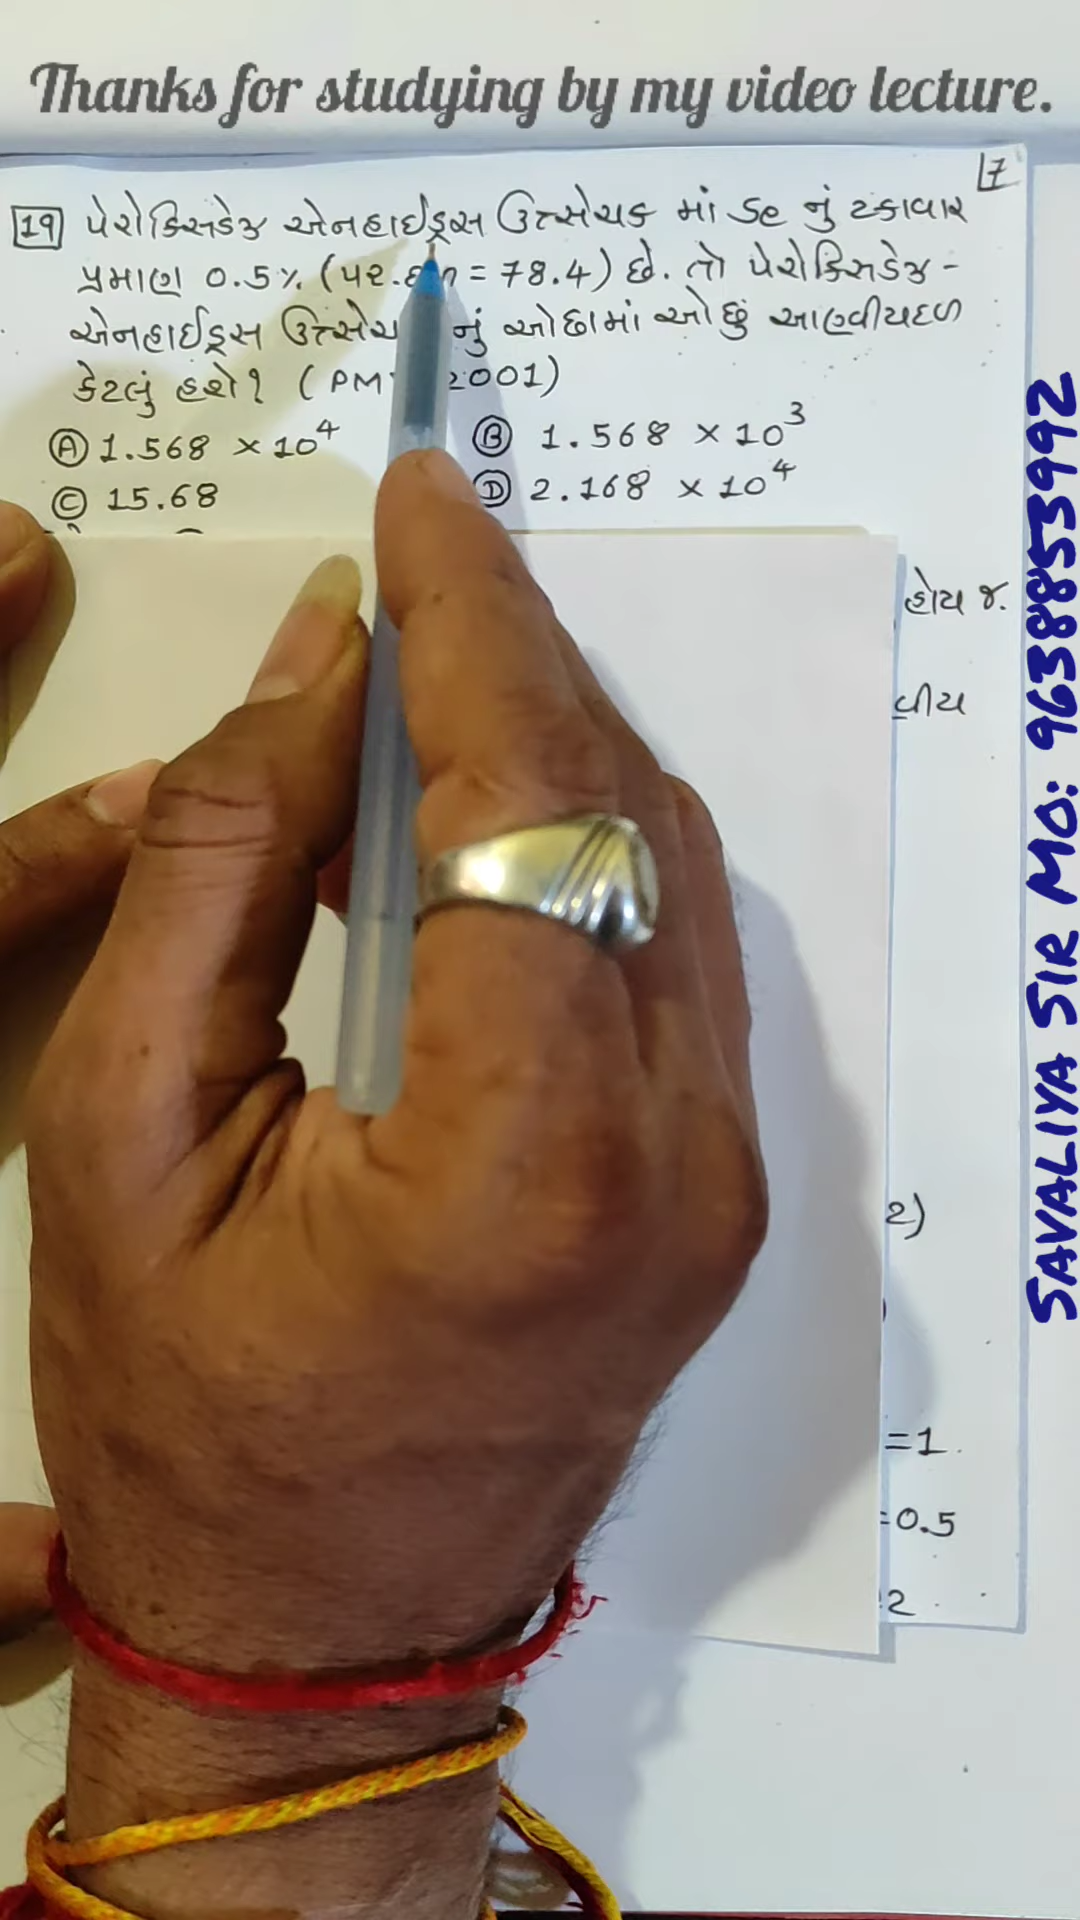 Thanks for studying by my video lecture.
7
19 પેરોક્સિડેઝ એનહાઈડ્રસ ઉત્સેચક માં Se નું ટકાવાર
પ્રમાણ 0.5% (પર. = 78.4) છે. તો પેરોક્સિડેઝ -
એનહાઈડ્રસ નું ઓછામાં ઓછું આણ્વીયદળ
કેટલું હશે? ( 2001)
(A) 1.568 × 10⁴ (B) 1.568 × 10³
(C) 15.68 (D) 2.168 × 10⁴
હોય જ.
2)
=1.
=0.5
2
SAVALIYA SIR MO: 9638853992